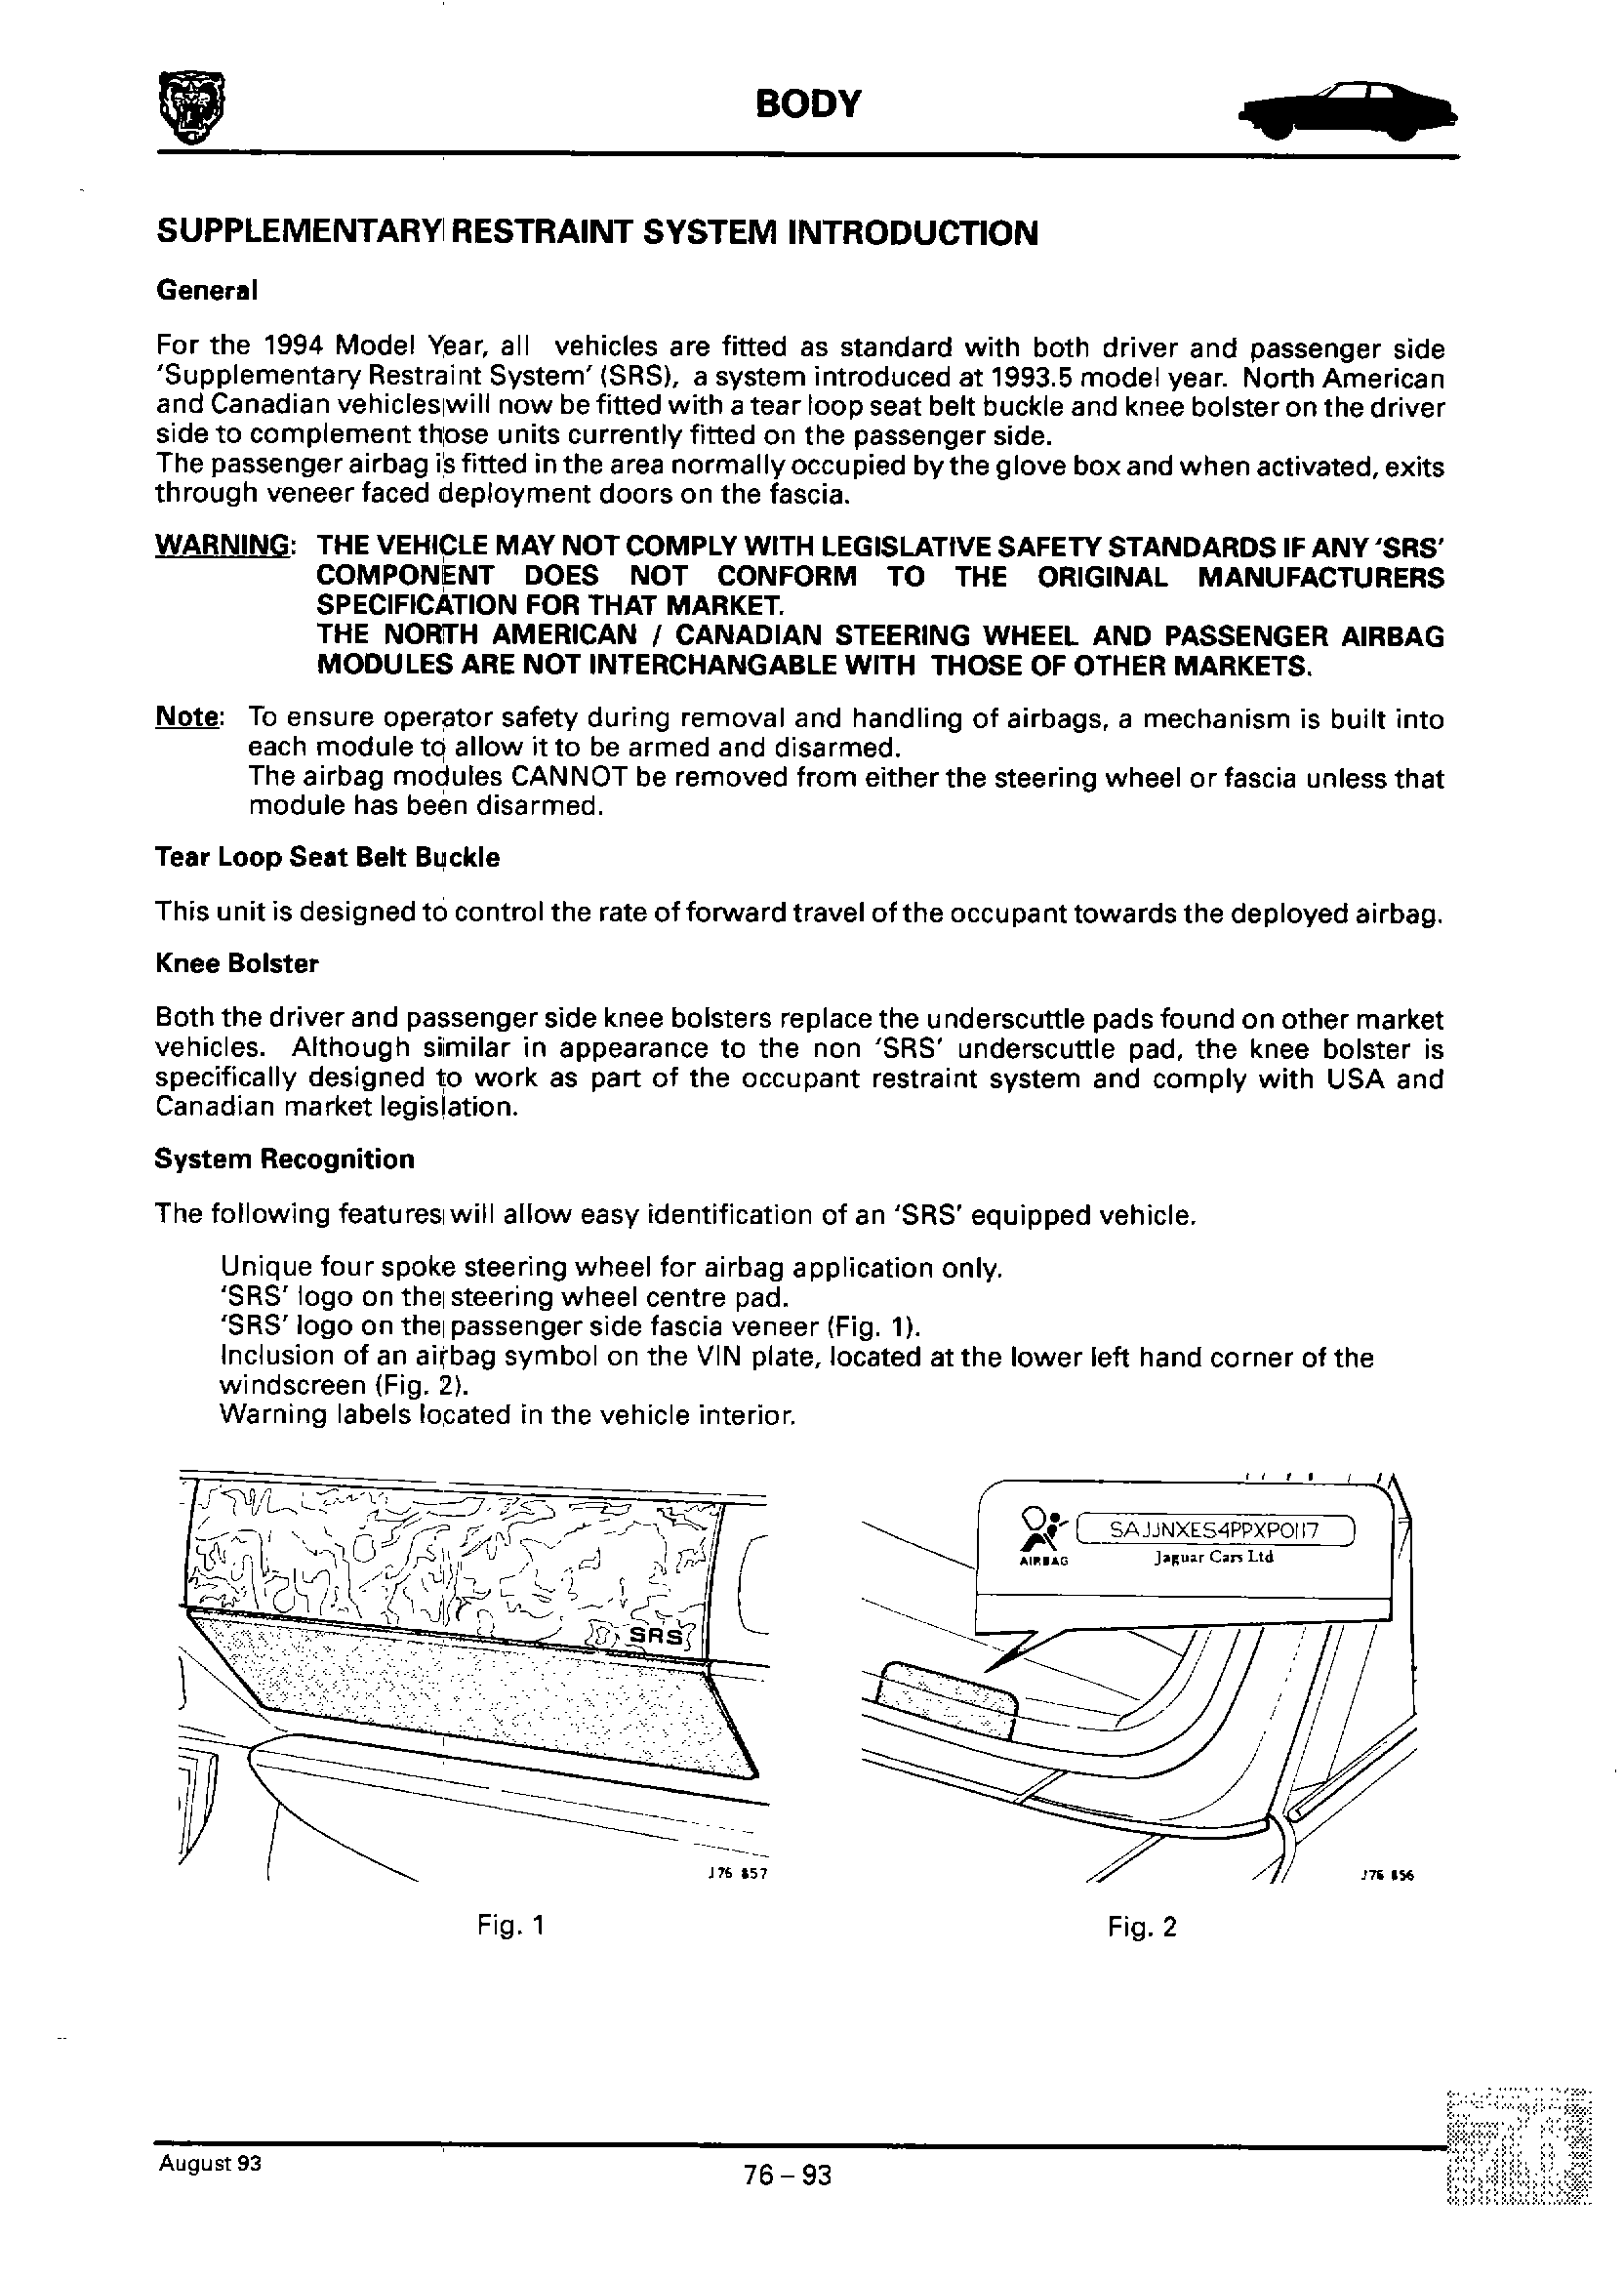 BODY
SUPPLEMENTARY RESTRAINT SYSTEM INTRODUCTION
General
For the 1994 Model Year, all vehicles are fitted as standard with both driver and passenger side
'Supplementary Restraint System' (SRS), a system introduced at 1993.5 model year. North American
and Canadian vehicles will now be fitted with a tear loop seat belt buckle and knee bolster on the driver
side to complement those units currently fitted on the passenger side.
The passenger airbag is fitted in the area normally occupied by the glove box and when activated, exits
through veneer faced deployment doors on the fascia.
WARNING: THE VEHICLE MAY NOT COMPLY WITH LEGISLATIVE SAFETY STANDARDS IF ANY 'SRS'
COMPONENT DOES NOT CONFORM TO THE ORIGINAL MANUFACTURERS
SPECIFICATION FOR THAT MARKET.
THE NORTH AMERICAN / CANADIAN STEERING WHEEL AND PASSENGER AIRBAG
MODULES ARE NOT INTERCHANGABLE WITH THOSE OF OTHER MARKETS.
Note: To ensure operator safety during removal and handling of airbags, a mechanism is built into
each module to allow it to be armed and disarmed.
The airbag modules CANNOT be removed from either the steering wheel or fascia unless that
module has been disarmed.
Tear Loop Seat Belt Buckle
This unit is designed to control the rate of forward travel of the occupant towards the deployed airbag.
Knee Bolster
Both the driver and passenger side knee bolsters replace the underscuttle pads found on other market
vehicles. Although similar in appearance to the non 'SRS' underscuttle pad, the knee bolster is
specifically designed to work as part of the occupant restraint system and comply with USA and
Canadian market legislation.
System Recognition
The following features will allow easy identification of an 'SRS' equipped vehicle.
Unique four spoke steering wheel for airbag application only.
'SRS' logo on the steering wheel centre pad.
'SRS' logo on the passenger side fascia veneer (Fig. 1).
Inclusion of an airbag symbol on the VIN plate, located at the lower left hand corner of the
windscreen (Fig. 2).
Warning labels located in the vehicle interior.
SRS
J76 857
Fig. 1
SAJJNXES4PPXP0117
AIRBAG
Jaguar Cars Ltd
J76 856
Fig. 2
August 93
76 – 93